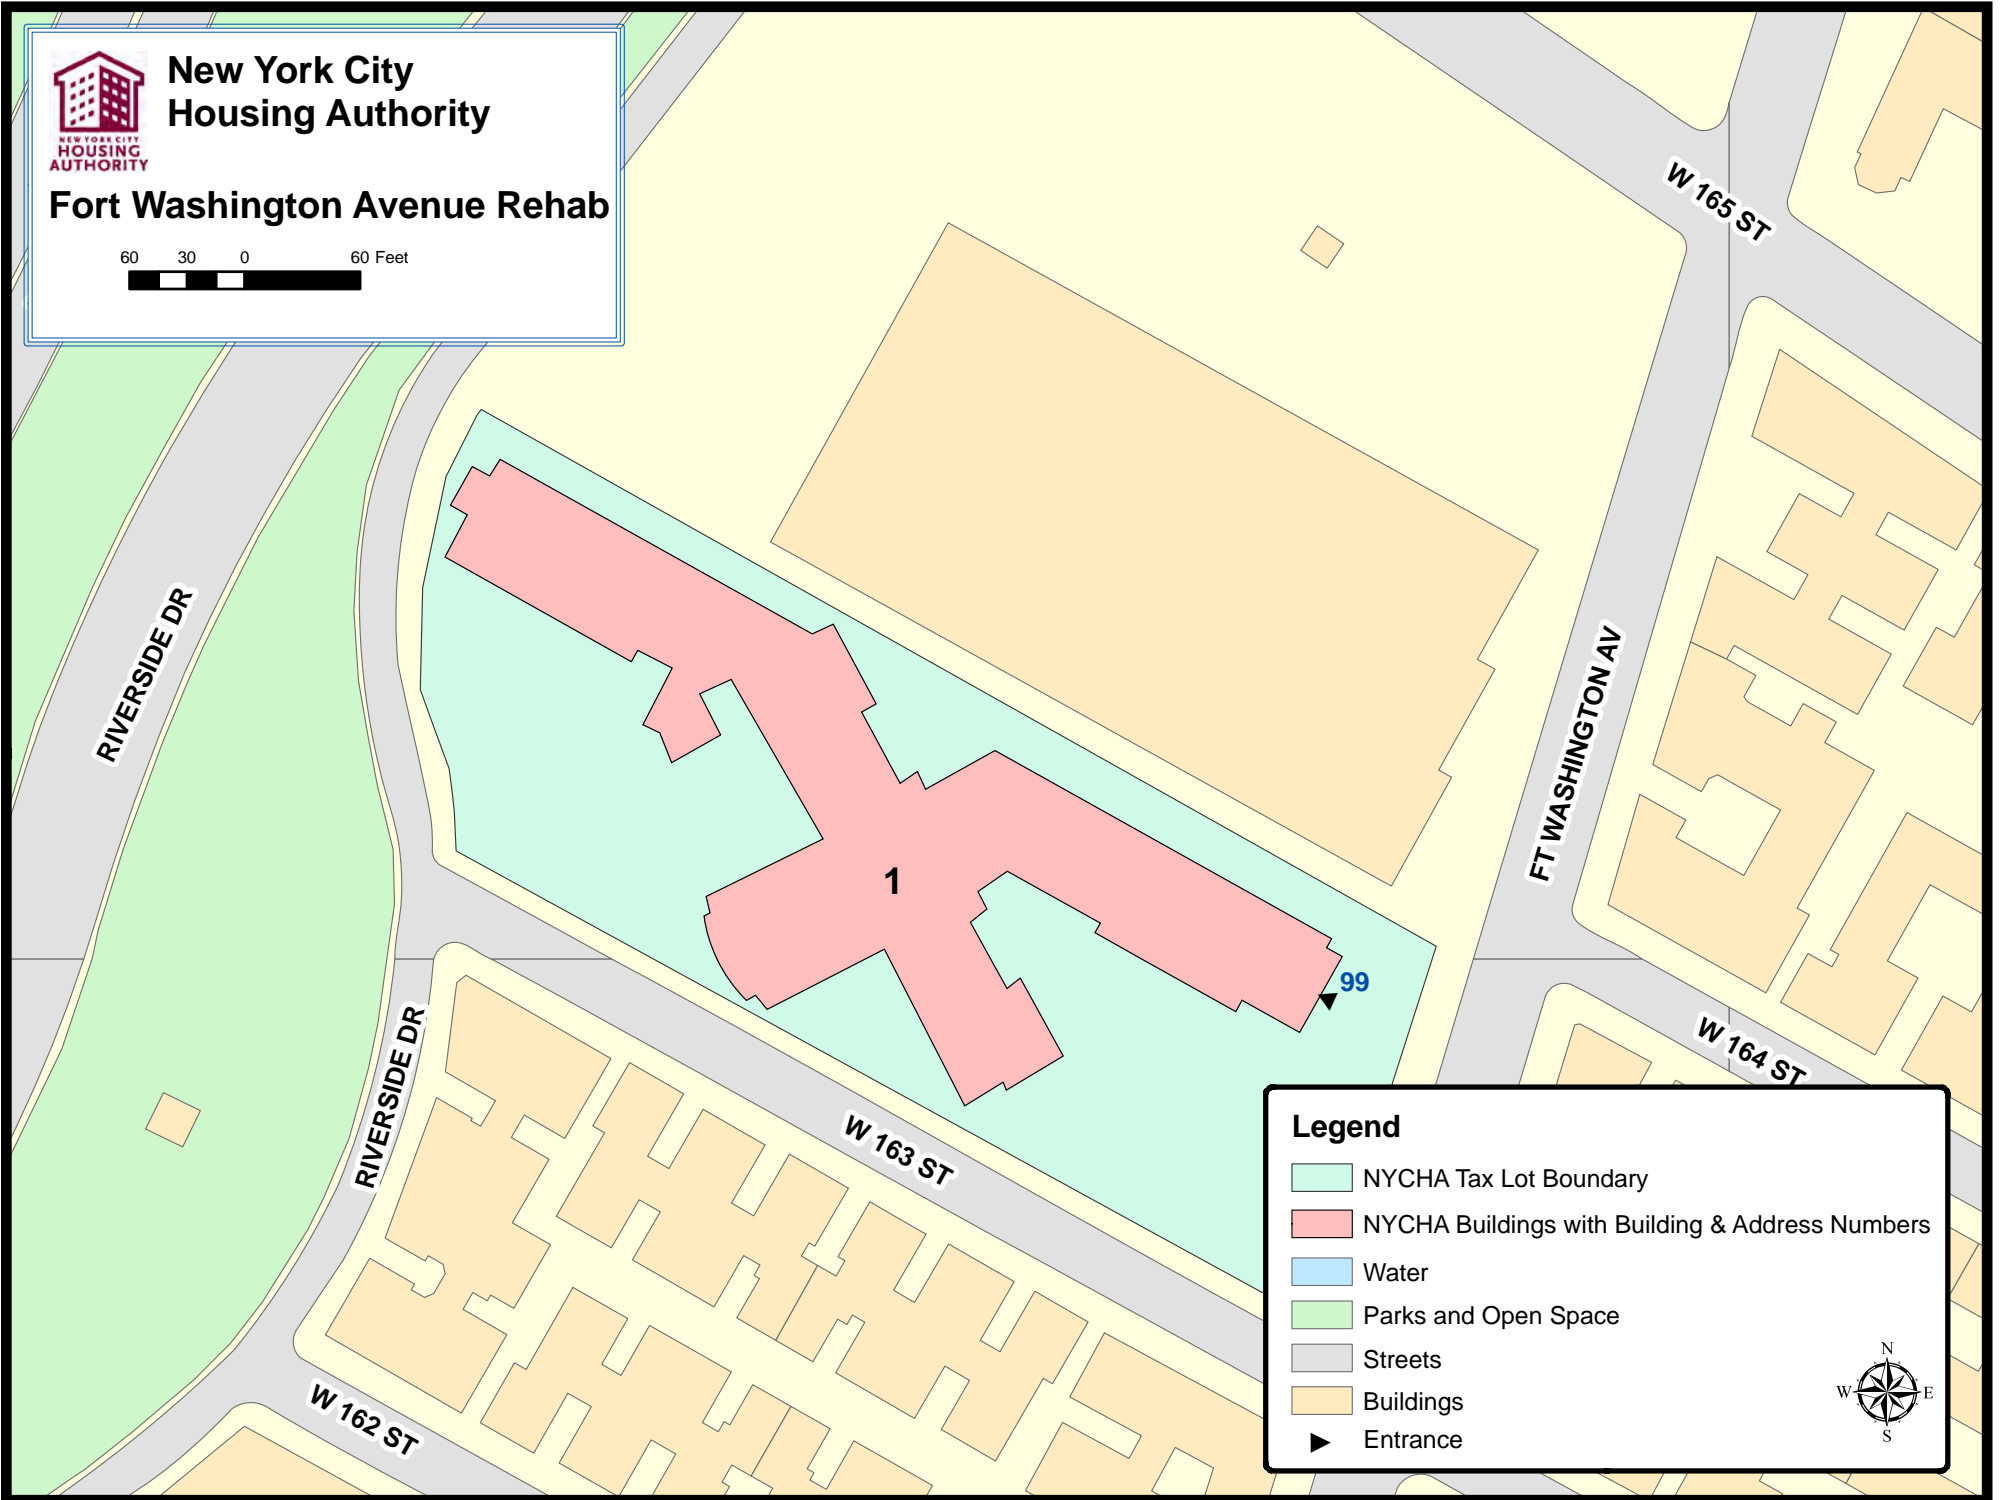 New York City
Housing Authority
NEW YORK CITY
HOUSING
AUTHORITY
Fort Washington Avenue Rehab
60 30 0 60 Feet
W 165 ST
RIVERSIDE DR
FT WASHINGTON AV
1
99
RIVERSIDE DR
W 164 ST
W 163 ST
W 162 ST
Legend
NYCHA Tax Lot Boundary
NYCHA Buildings with Building & Address Numbers
Water
Parks and Open Space
Streets
Buildings
Entrance
N
W E
S